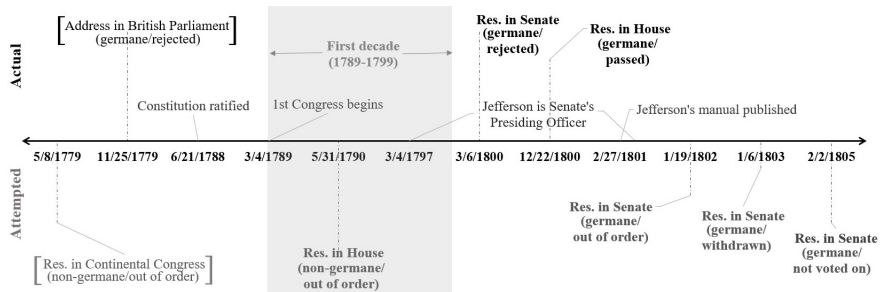 Actual
Address in British Parliament
(germane/rejected)
First decade
(1789-1799)
Res. in Senate
(germane/
rejected)
Res. in House
(germane/
passed)
Constitution ratified
1st Congress begins
Jefferson is Senate's
Presiding Officer
Jefferson's manual published
5/8/1779 11/25/1779 6/21/1788 3/4/1789 5/31/1790 3/4/1797 3/6/1800 12/22/1800 2/27/1801 1/19/1802 1/6/1803 2/2/1805
Attempted
Res. in Continental Congress
(non-germane/out of order)
Res. in House
(non-germane/
out of order)
Res. in Senate
(germane/
out of order)
Res. in Senate
(germane/
withdrawn)
Res. in Senate
(germane/
not voted on)